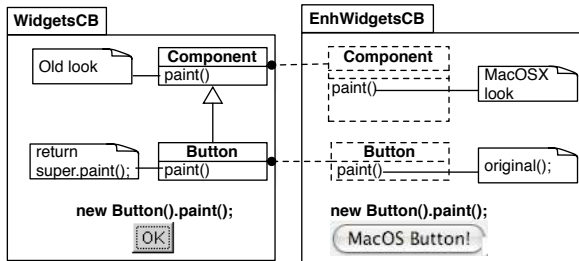 WidgetsCB
Old look
Component
paint()
return
super.paint();
Button
paint()
new Button().paint();
OK
EnhWidgetsCB
Component
paint()
MacOSX
look
Button
paint()
original();
new Button().paint();
MacOS Button!